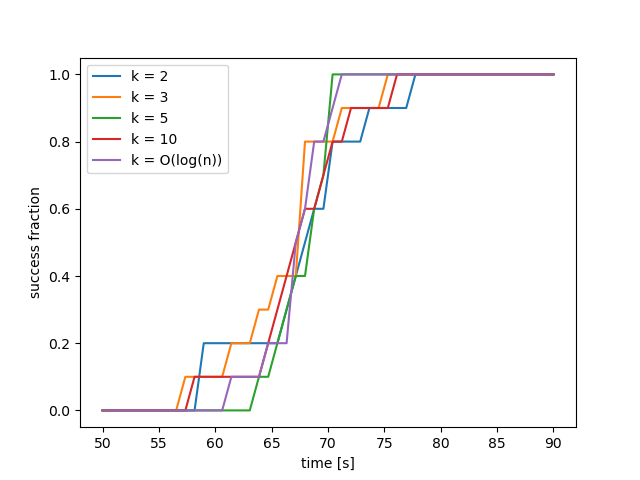 k = 2
k = 3
k = 5
k = 10
k = O(log(n))
1.0
0.8
0.6
0.4
0.2
0.0
success fraction
50 55 60 65 70 75 80 85 90
time [s]